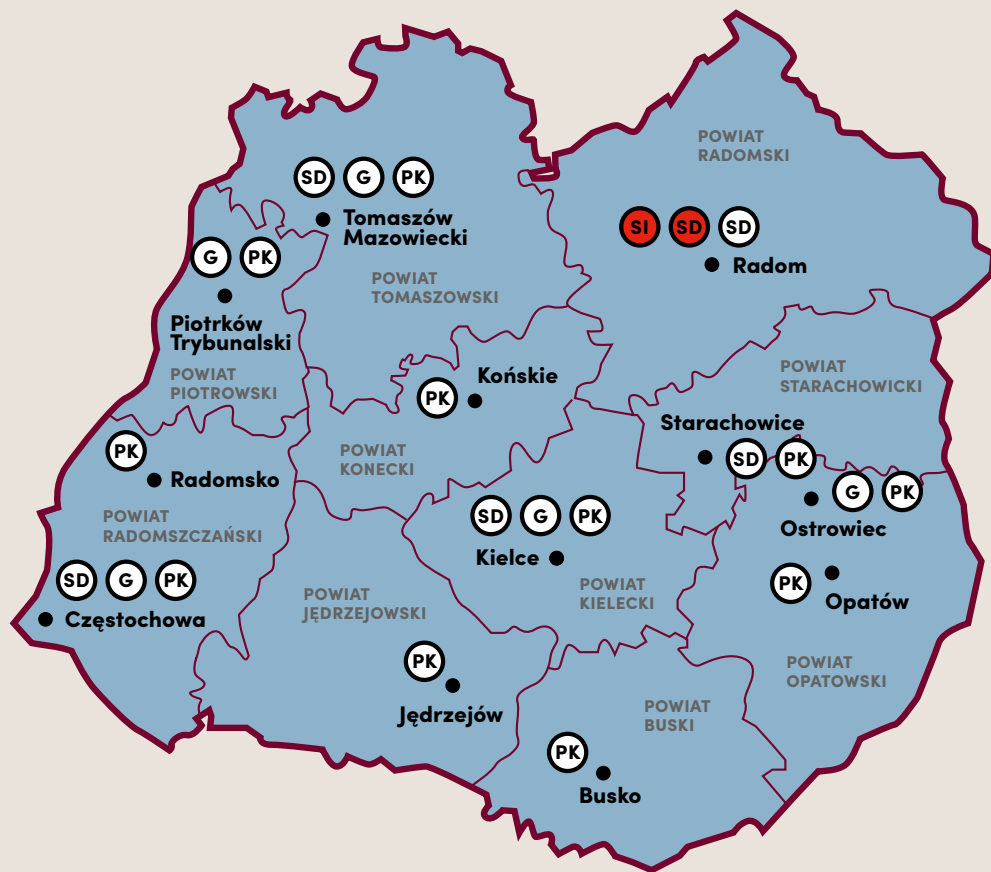 POWIAT
RADOMSKI
SD G PK
Tomaszów
Mazowiecki
SI SD SD
Radom
G PK
Piotrków
Trybunalski
POWIAT
TOMASZOWSKI
POWIAT
PIOTROWSKI
PK
Końskie
POWIAT
STARACHOWICKI
POWIAT
KONECKI
Starachowice
SD PK
PK
Radomsko
G PK
Ostrowiec
POWIAT
RADOMSZCZAŃSKI
SD G PK
Kielce
SD G PK
Częstochowa
POWIAT
KIELECKI
PK
Opatów
POWIAT
JĘDRZEJOWSKI
PK
Jędrzejów
POWIAT
OPATOWSKI
POWIAT
BUSKI
PK
Busko